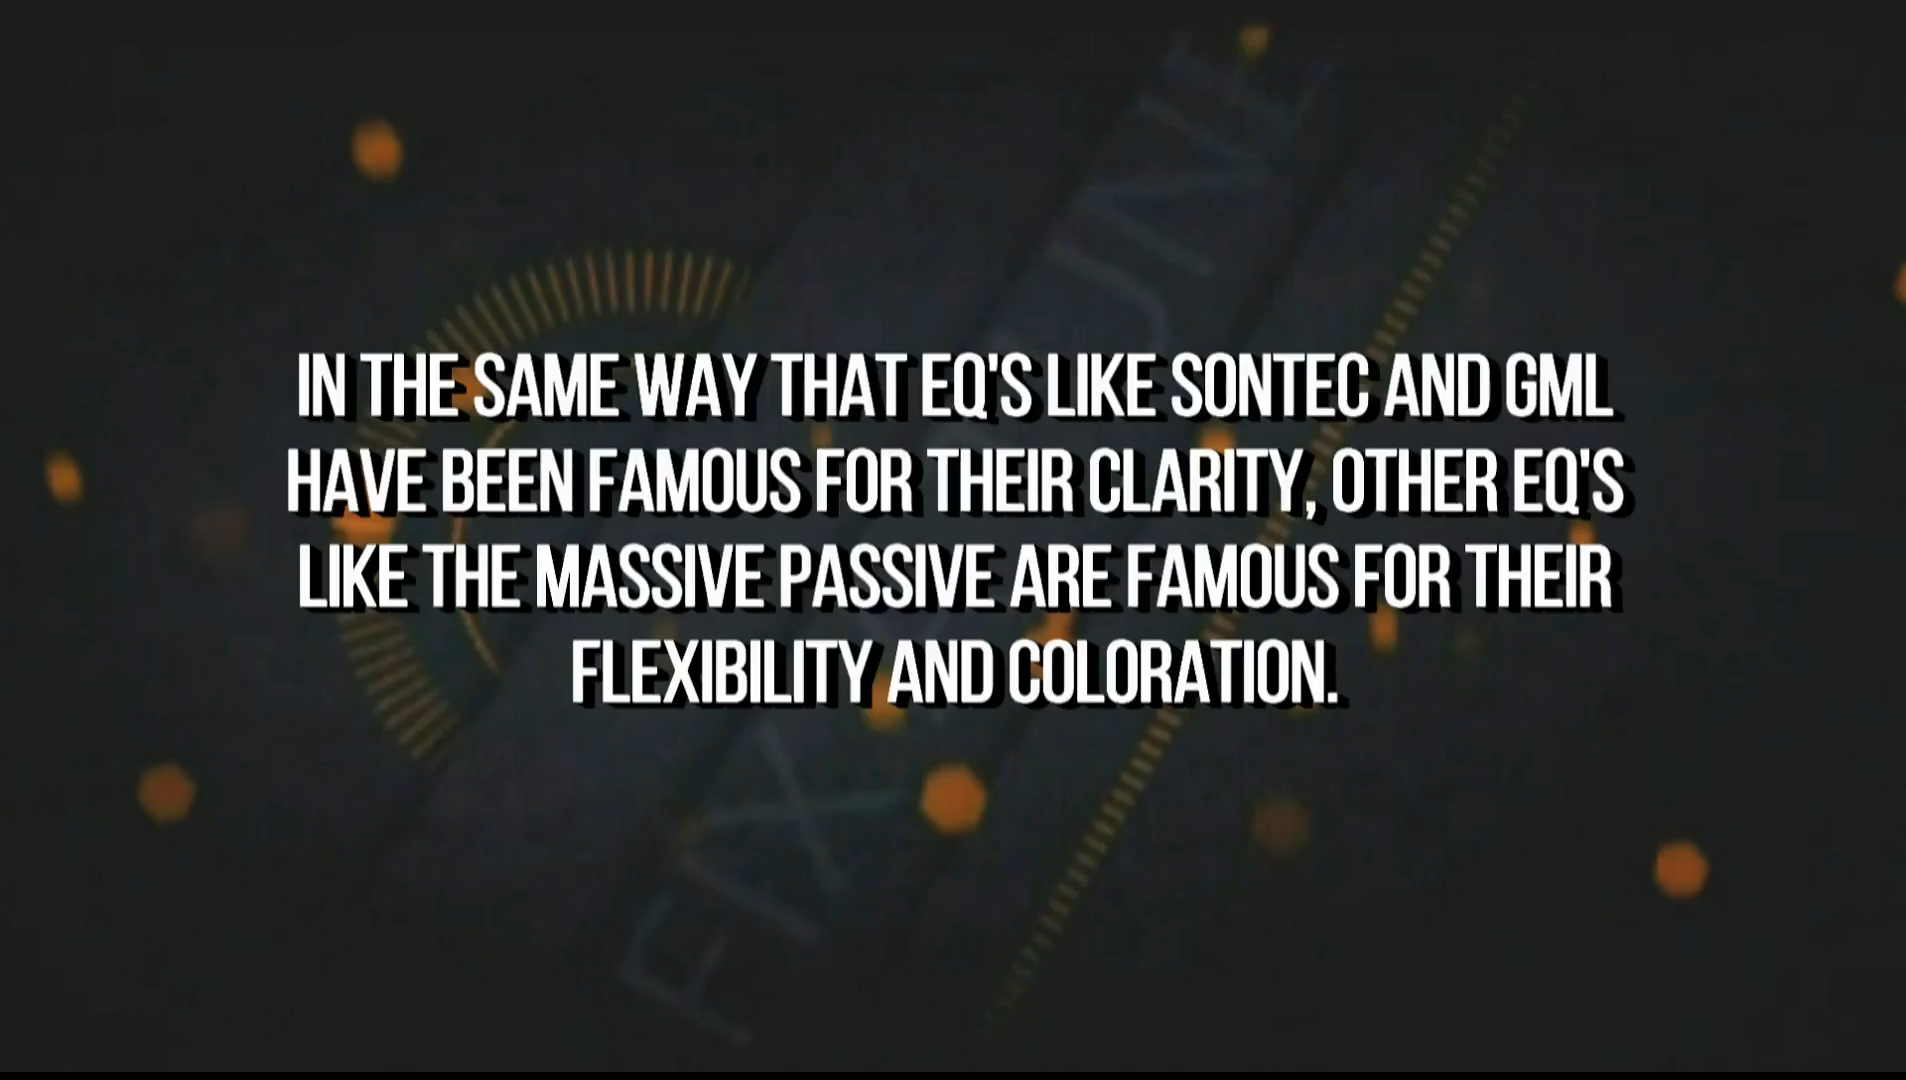 IN THE SAME WAY THAT EQ'S LIKE SONTEC AND GML
HAVE BEEN FAMOUS FOR THEIR CLARITY, OTHER EQ'S
LIKE THE MASSIVE PASSIVE ARE FAMOUS FOR THEIR
FLEXIBILITY AND COLORATION.